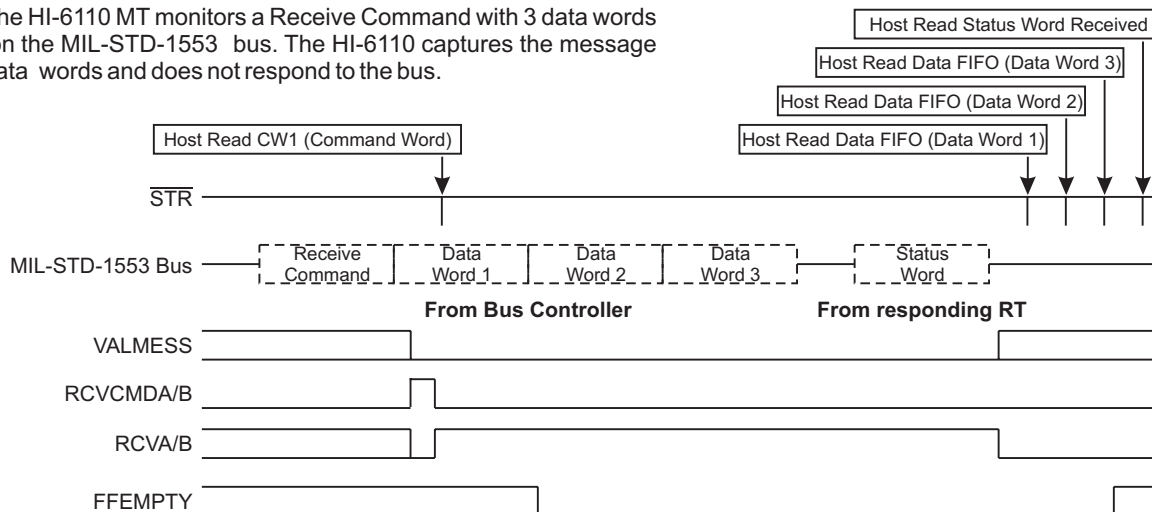 he HI-6110 MT monitors a Receive Command with 3 data words
on the MIL-STD-1553 bus. The HI-6110 captures the message
ata words and does not respond to the bus.
Host Read Status Word Received
Host Read Data FIFO (Data Word 3)
Host Read Data FIFO (Data Word 2)
Host Read CW1 (Command Word)
Host Read Data FIFO (Data Word 1)
STR
MIL-STD-1553 Bus
Receive
Command
Data
Word 1
Data
Word 2
Data
Word 3
Status
Word
From Bus Controller
From responding RT
VALMESS
RCVCMDA/B
RCVA/B
FFEMPTY